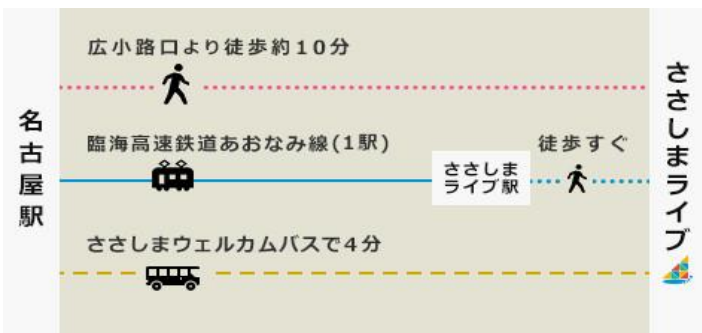 名古屋駅
広小路口より徒歩約10分
臨海高速鉄道あおなみ線(1駅)
ささしま
ライブ駅
徒歩すぐ
ささしまウェルカムバスで4分
ささしまライブ